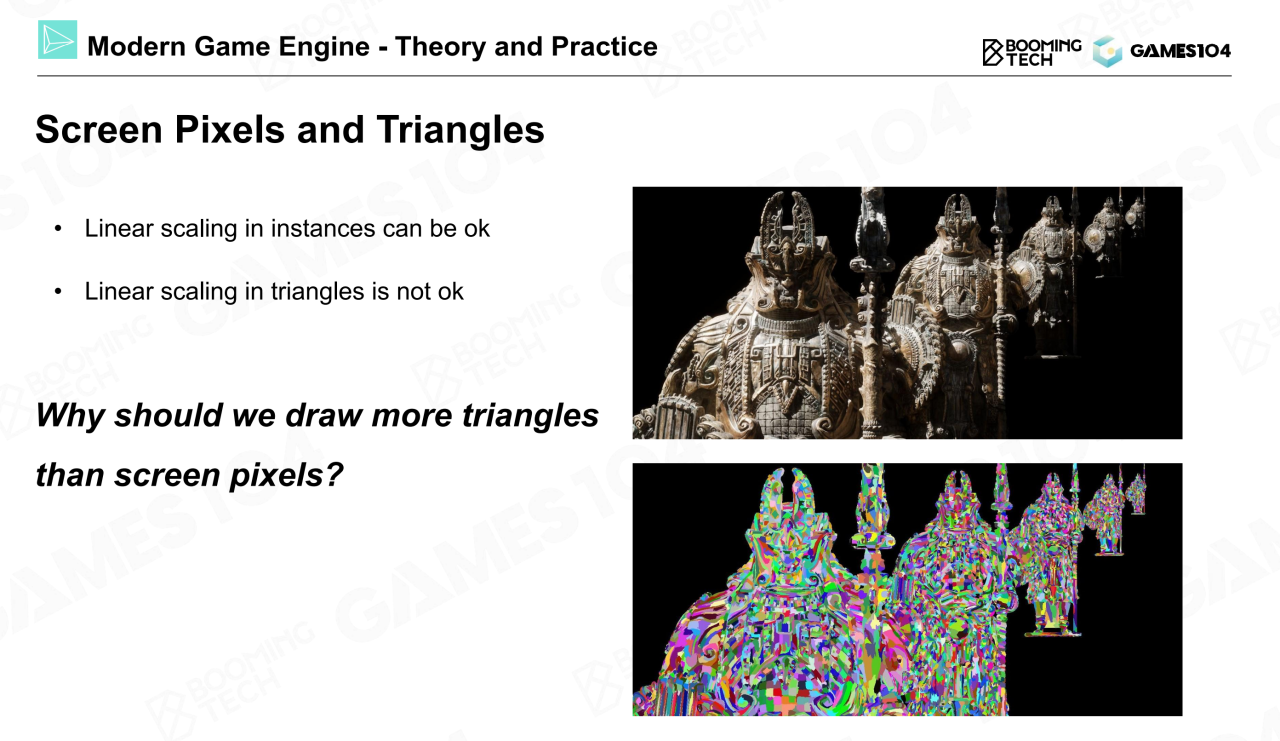 Modern Game Engine - Theory and Practice
BOOMING
TECH
GAMES104
Screen Pixels and Triangles
• Linear scaling in instances can be ok
• Linear scaling in triangles is not ok
Why should we draw more triangles
than screen pixels?